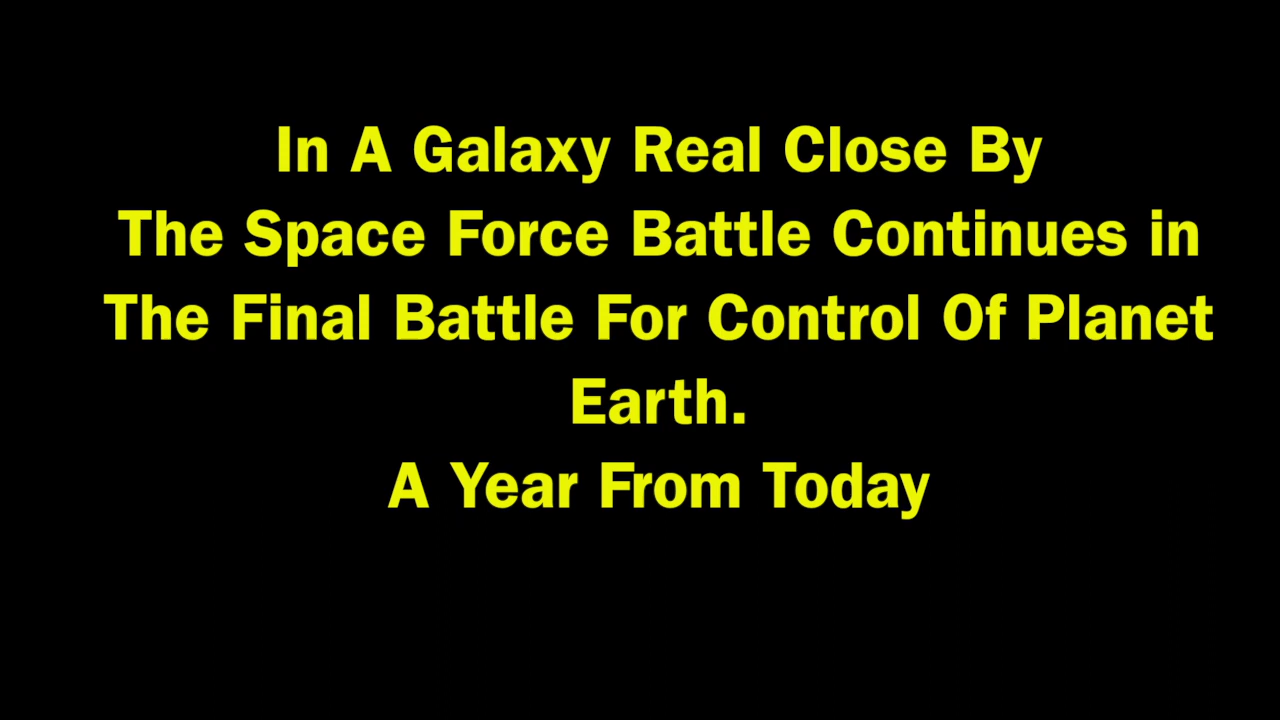 In A Galaxy Real Close By
The Space Force Battle Continues in
The Final Battle For Control Of Planet
Earth.
A Year From Today